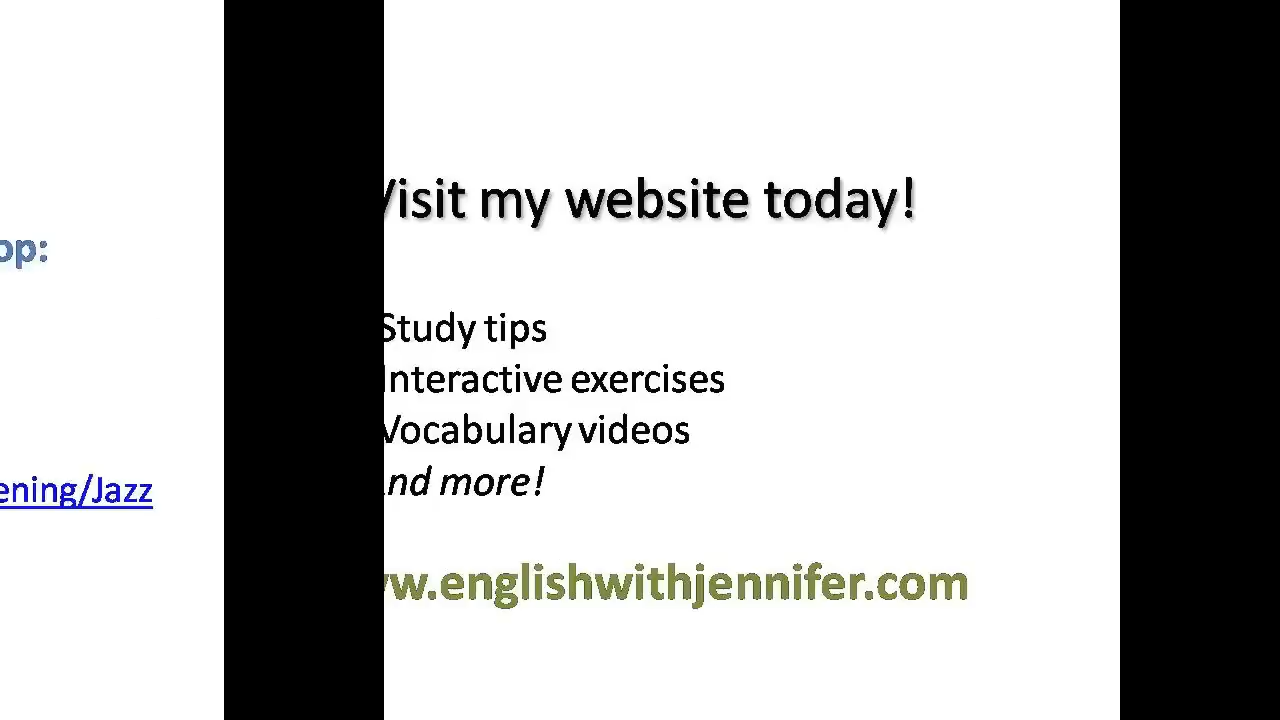 op:
ening/Jazz
Visit my website today!
Study tips
Interactive exercises
Vocabulary videos
nd more!
w.englishwithjennifer.com